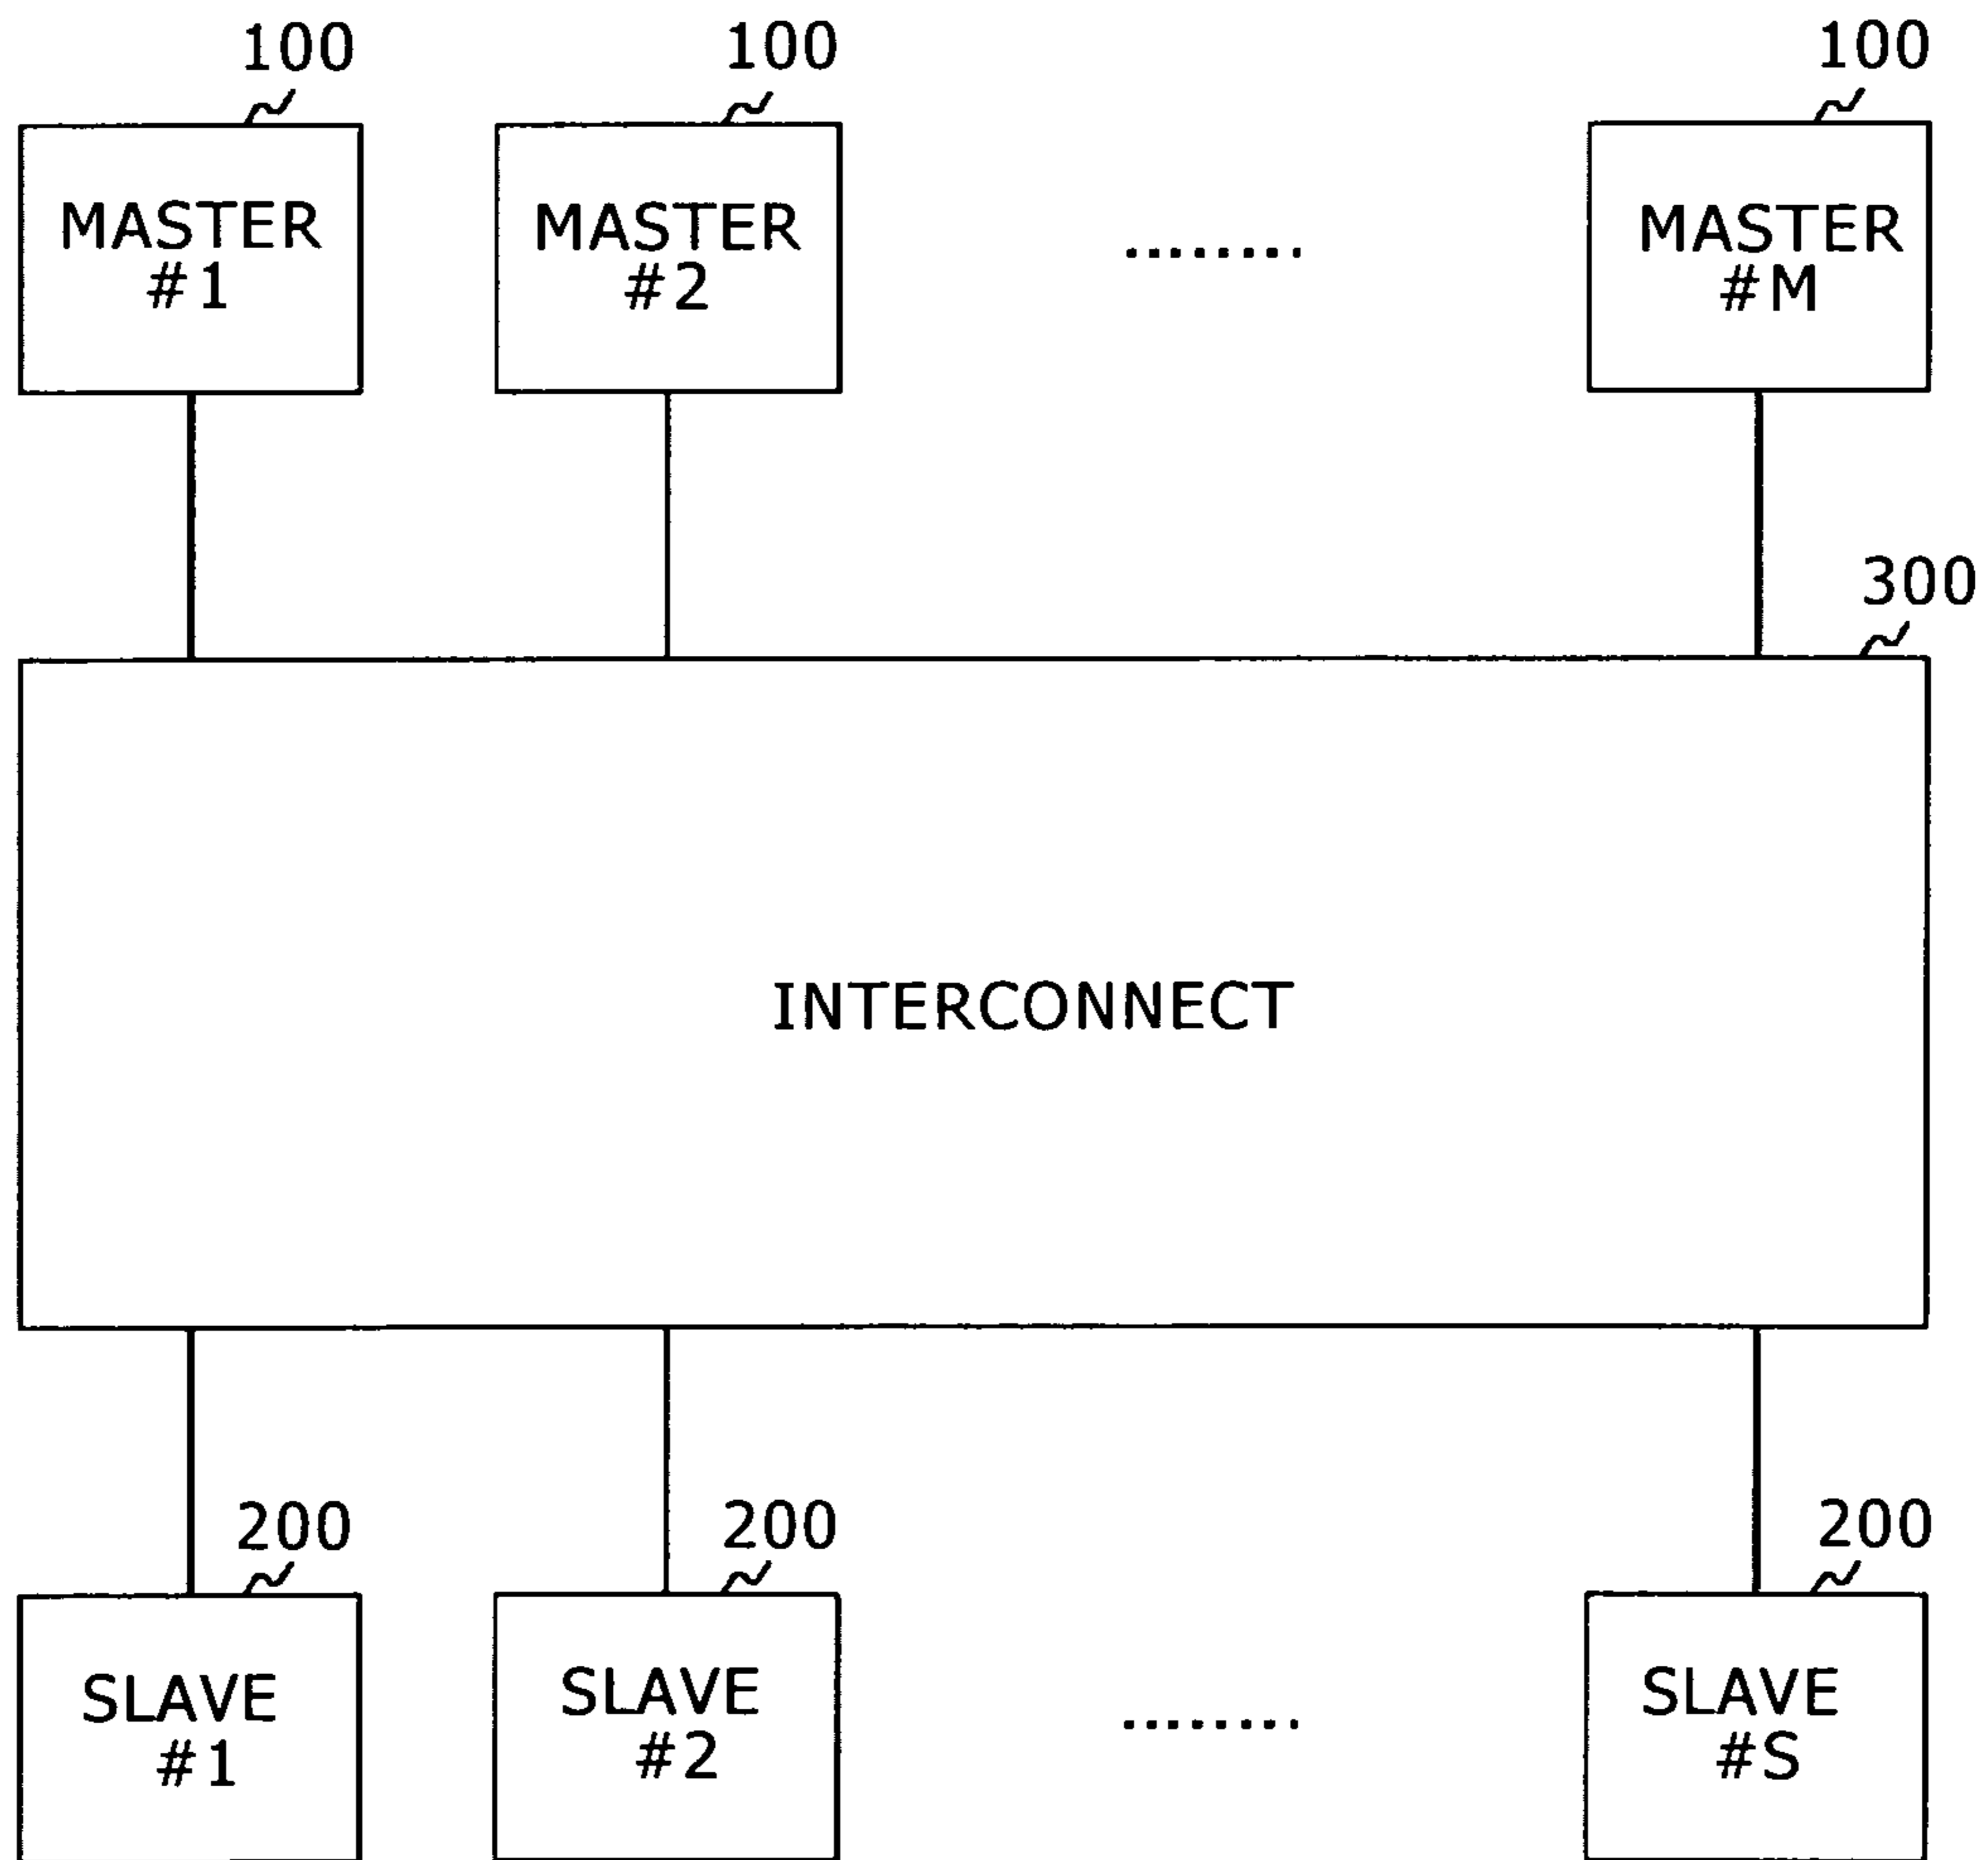 100 100 100
MASTER #1
MASTER #2
........
MASTER #M
300
INTERCONNECT
200 200 200
SLAVE #1
SLAVE #2
........
SLAVE #S